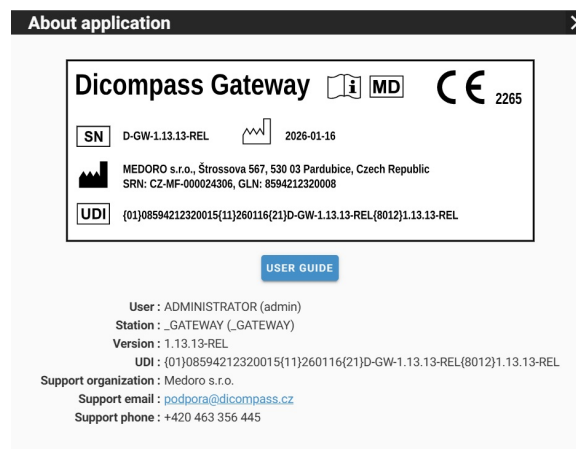 About application
Dicompass Gateway MD CE 2265
SN D-GW-1.13.13-REL 2026-01-16
MEDORO s.r.o., Štrossova 567, 530 03 Pardubice, Czech Republic
SRN: CZ-MF-000024306, GLN: 8594212320008
UDI {01}08594212320015{11}260116{21}D-GW-1.13.13-REL{8012}1.13.13-REL
USER GUIDE
User : ADMINISTRATOR (admin)
Station : _GATEWAY (_GATEWAY)
Version : 1.13.13-REL
UDI : {01}08594212320015{11}260116{21}D-GW-1.13.13-REL{8012}1.13.13-REL
Support organization : Medoro s.r.o.
Support email : podpora@dicompass.cz
Support phone : +420 463 356 445